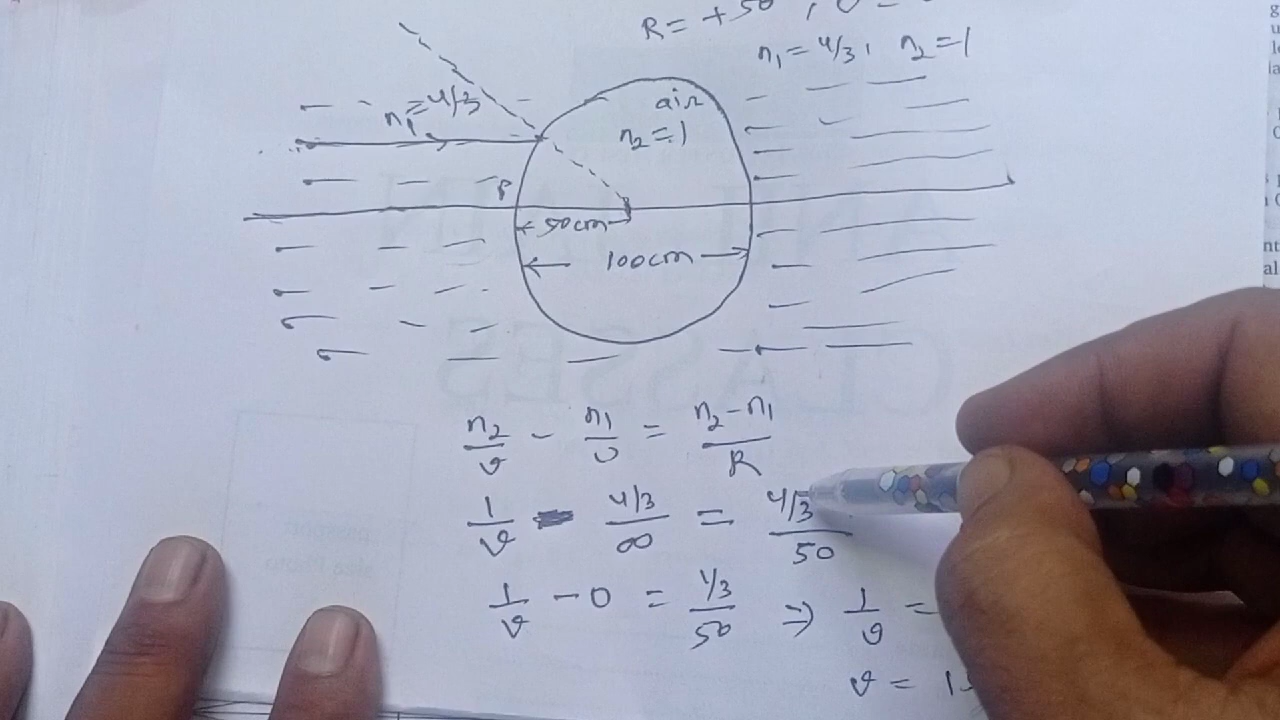 R = +50
n₁ = 4/3, n₂ = 1
n₁ = 4/3
air
n₂ = 1
P
50cm
100cm
n₂/v - n₁/u = n₂-n₁/R
1/v - 4/3/∞ = 4/3/50
1/v - 0 = 1/3/50 ⇒ 1/v =
v = 1